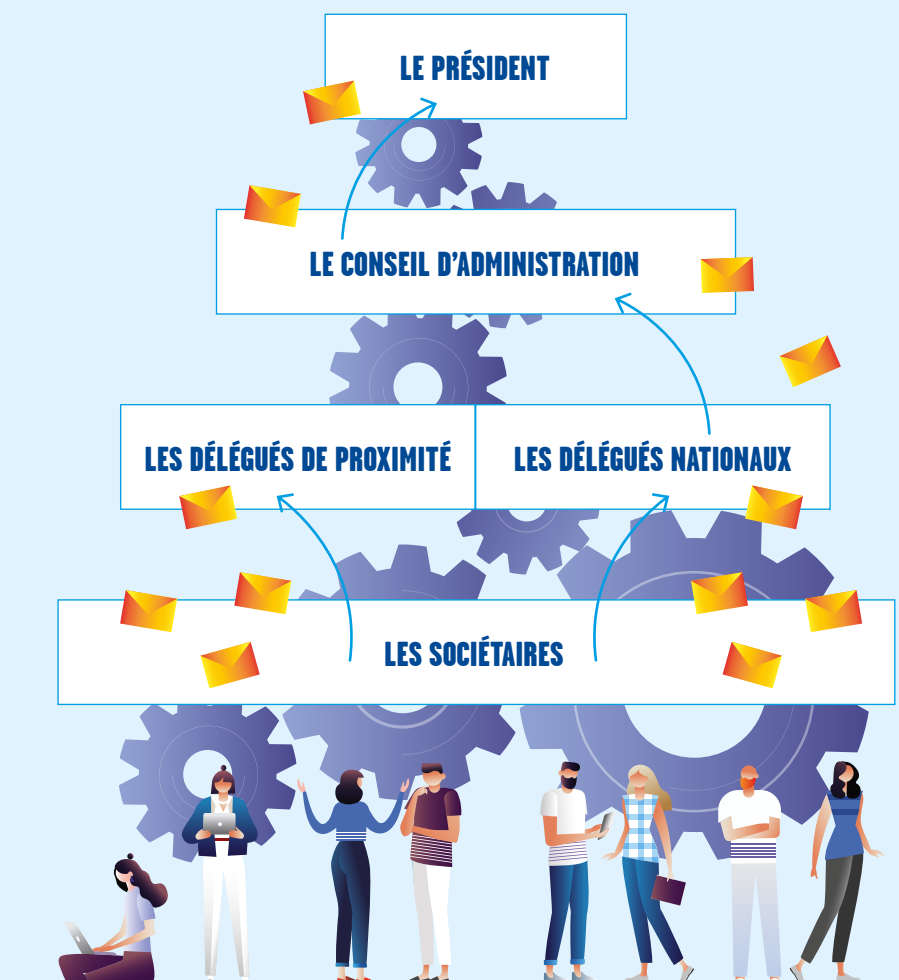 LE PRÉSIDENT
LE CONSEIL D'ADMINISTRATION
LES DÉLÉGUÉS DE PROXIMITÉ
LES DÉLÉGUÉS NATIONAUX
LES SOCIÉTAIRES